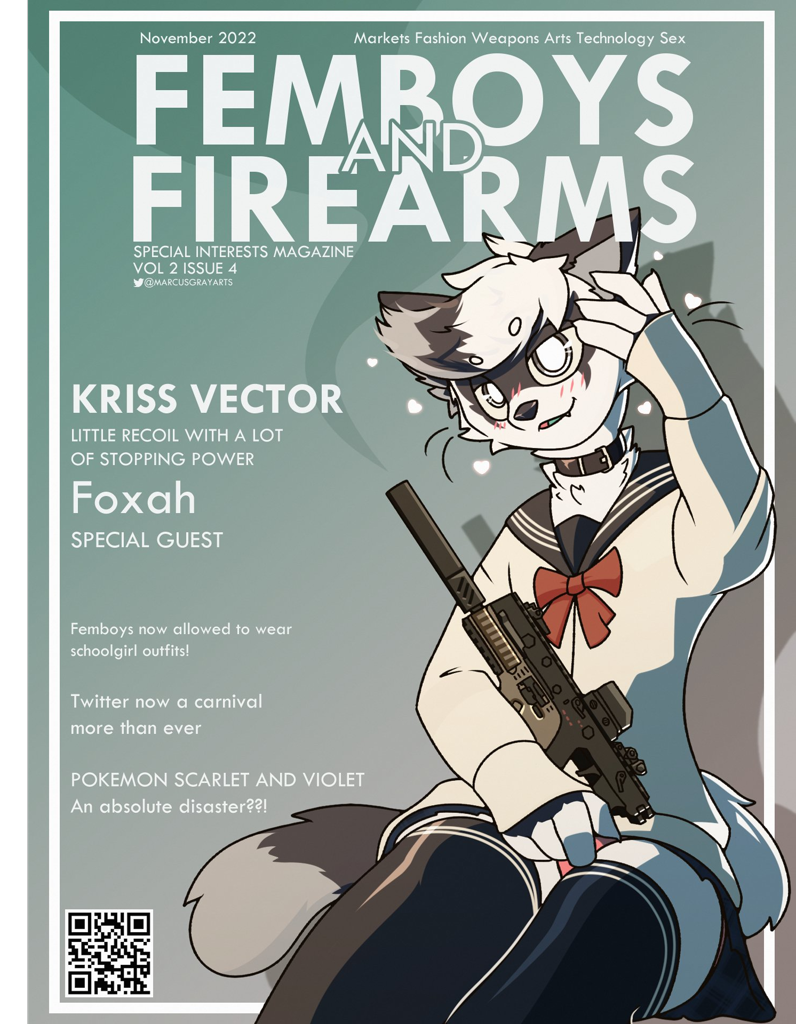 November 2022 Markets Fashion Weapons Arts Technology Sex
FEMBOYS
AND
FIREARMS
SPECIAL INTERESTS MAGAZINE
VOL 2 ISSUE 4
@MARCUSGRAYARTS
KRISS VECTOR
LITTLE RECOIL WITH A LOT
OF STOPPING POWER
Foxah
SPECIAL GUEST
Femboys now allowed to wear
schoolgirl outfits!
Twitter now a carnival
more than ever
POKEMON SCARLET AND VIOLET
An absolute disaster??!